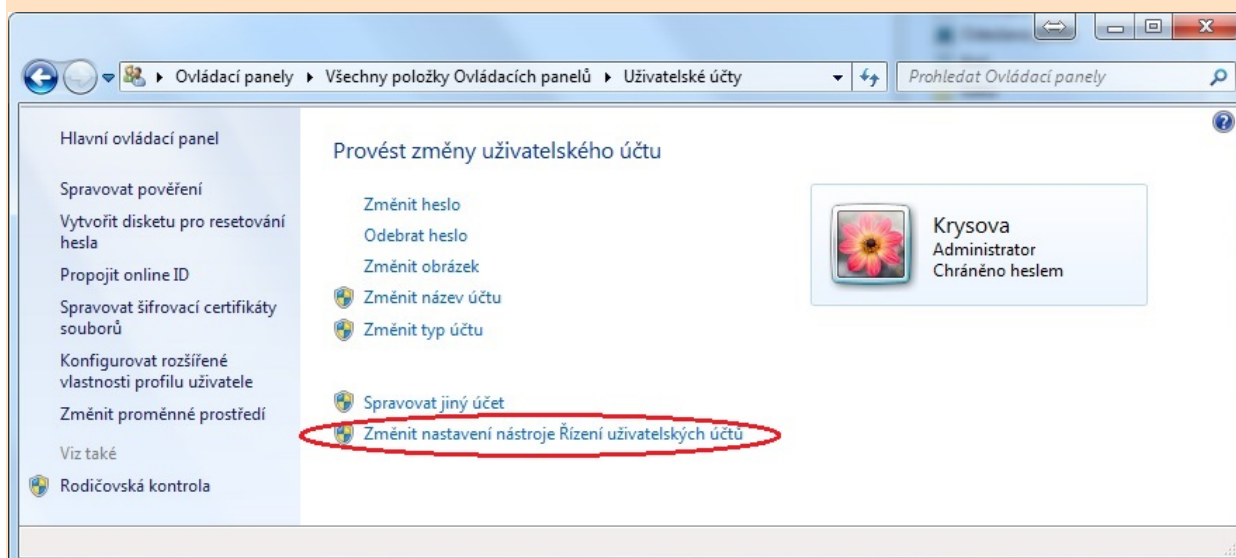 Ovládací panely ▸ Všechny položky Ovládacích panelů ▸ Uživatelské účty
Prohledat Ovládací panely
Hlavní ovládací panel
Spravovat pověření
Vytvořit disketu pro resetování
hesla
Propojit online ID
Spravovat šifrovací certifikáty
souborů
Konfigurovat rozšířené
vlastnosti profilu uživatele
Změnit proměnné prostředí
Viz také
Rodičovská kontrola
Provést změny uživatelského účtu
Změnit heslo
Odebrat heslo
Změnit obrázek
Změnit název účtu
Změnit typ účtu
Spravovat jiný účet
Změnit nastavení nástroje Řízení uživatelských účtů
Krysova
Administrator
Chráněno heslem